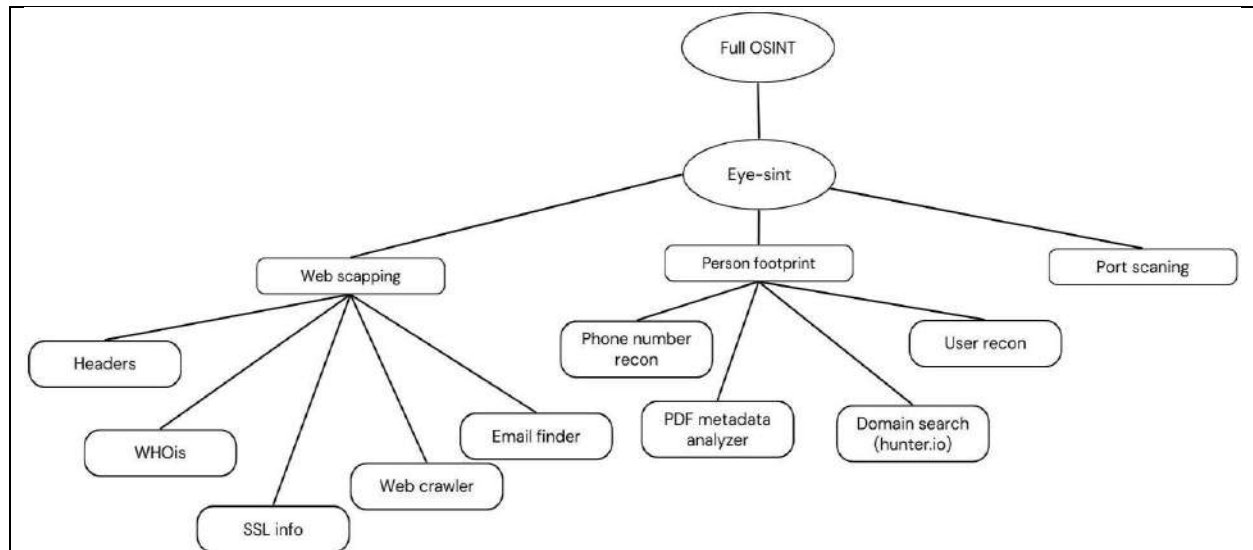 Full OSINT
Eye-sint
Web scapping
Person footprint
Port scaning
Headers
WHOis
SSL info
Web crawler
Email finder
Phone number
recon
PDF metadata
analyzer
Domain search
(hunter.io)
User recon